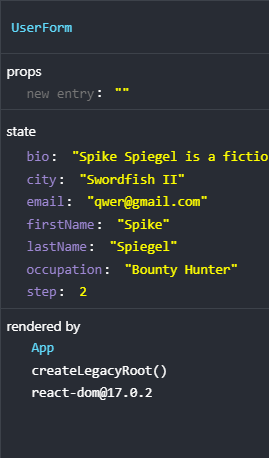 UserForm
props
new entry: ""
state
bio: "Spike Spiegel is a fictio
city: "Swordfish II"
email: "qwer@gmail.com"
firstName: "Spike"
lastName: "Spiegel"
occupation: "Bounty Hunter"
step: 2
rendered by
App
createLegacyRoot()
react-dom@17.0.2